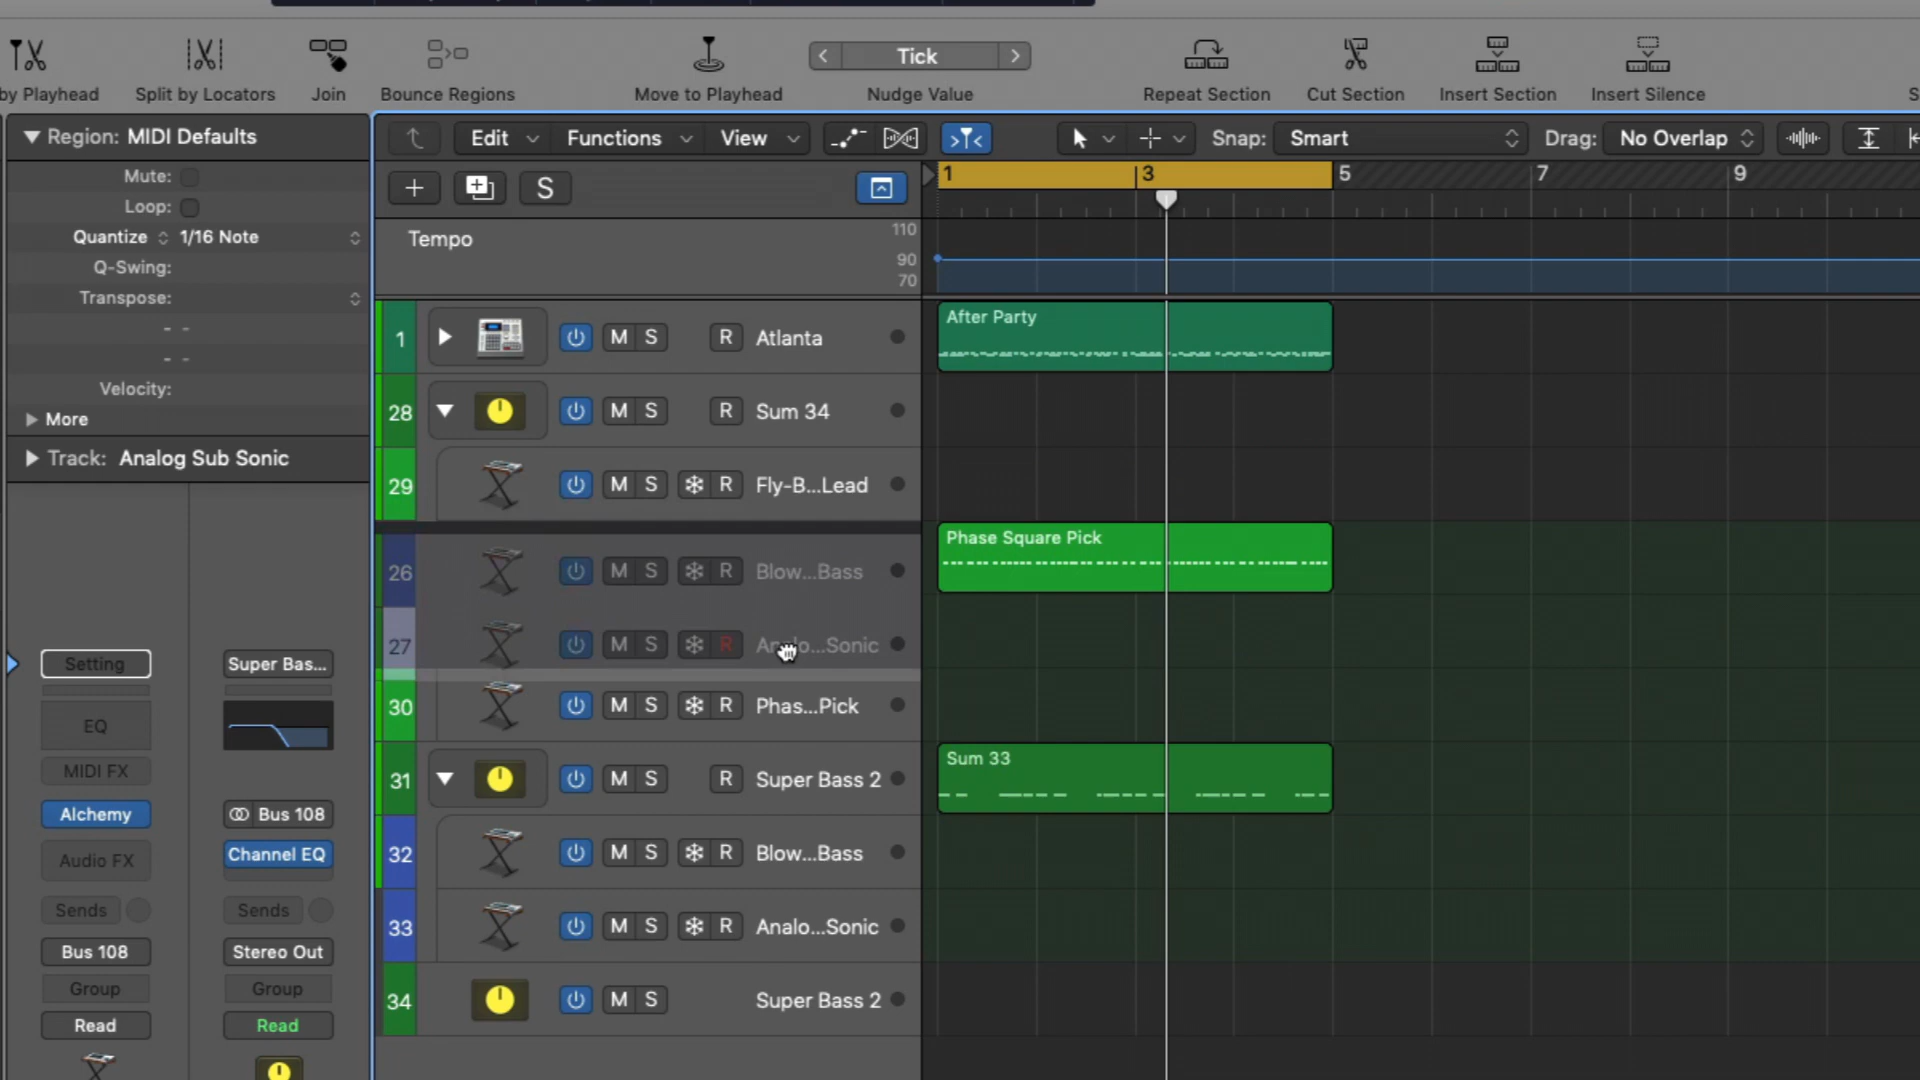 by Playhead
Split by Locators
Join
Bounce Regions
Move to Playhead
Tick
Nudge Value
Repeat Section
Cut Section
Insert Section
Insert Silence
S
Region: MIDI Defaults
Mute:
Loop:
Quantize 1/16 Note
Q-Swing:
Transpose:
Velocity:
More
Track: Analog Sub Sonic
Setting
EQ
MIDI FX
Alchemy
Audio FX
Sends
Bus 108
Group
Read
Super Bas...
Bus 108
Channel EQ
Sends
Stereo Out
Group
Read
Edit Functions View
Snap: Smart
Drag: No Overlap
S
1 3 5 7 9
Tempo
110
90
70
1 M S R Atlanta
After Party
28 M S R Sum 34
29 M S R Fly-B...Lead
Phase Square Pick
26 M S R Blow...Bass
27 M S R Analo...Sonic
30 M S R Phas...Pick
31 M S R Super Bass 2
Sum 33
32 M S R Blow...Bass
33 M S R Analo...Sonic
34 M S Super Bass 2